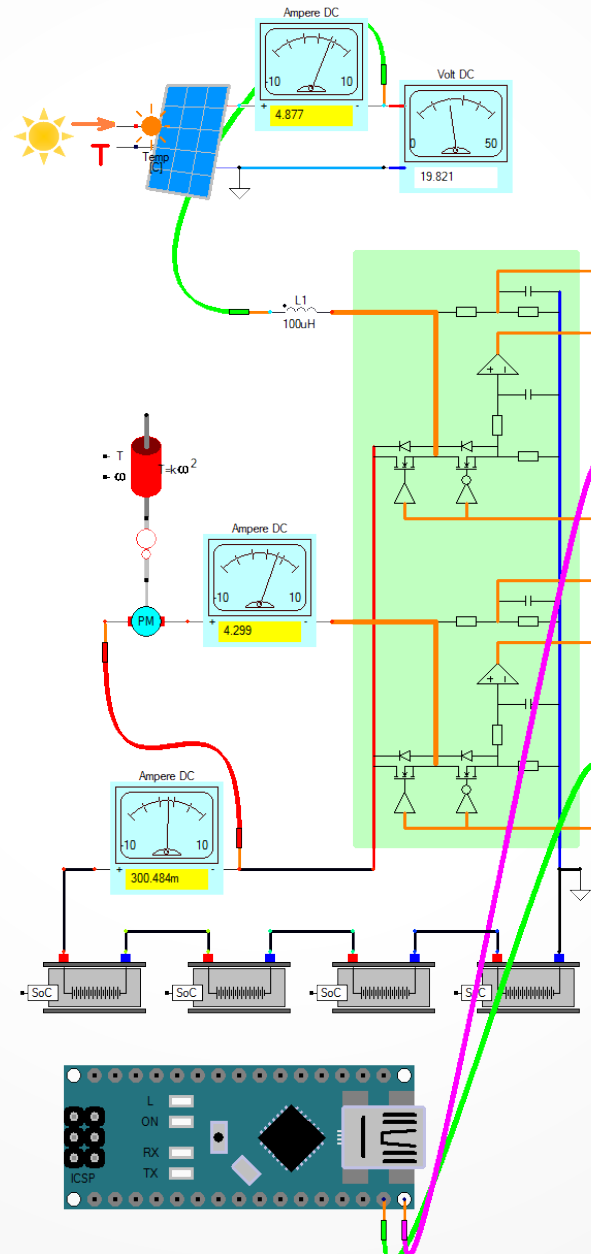 Ampere DC
-10
10
+
-
4.877
Volt DC
0
50
19.821
T
Temp
[C]
L1
100uH
T
ω
T=kω²
Ampere DC
-10
10
+
-
4.299
PM
Ampere DC
-10
10
+
-
300.484m
+
-
+
-
SoC
SoC
SoC
SoC
L
ON
RX
TX
ICSP